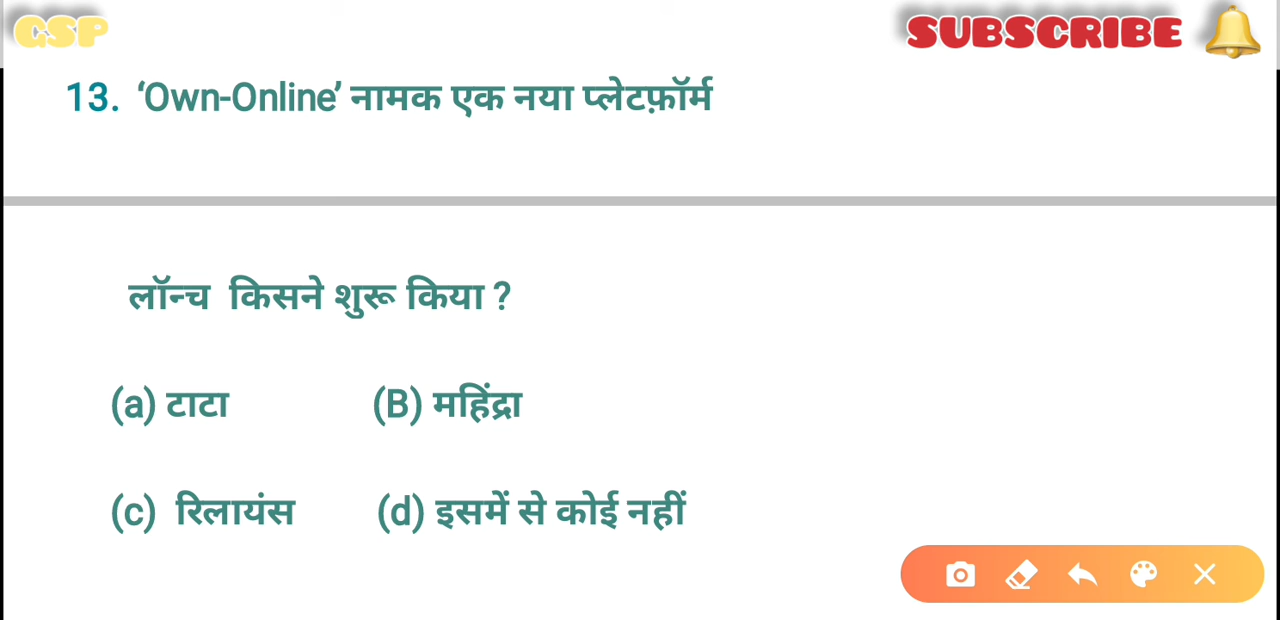 GSP
SUBSCRIBE
13. ‘Own-Online’ नामक एक नया प्लेटफ़ॉर्म
लॉन्च किसने शुरू किया ?
(a) टाटा (B) महिंद्रा
(c) रिलायंस (d) इसमें से कोई नहीं